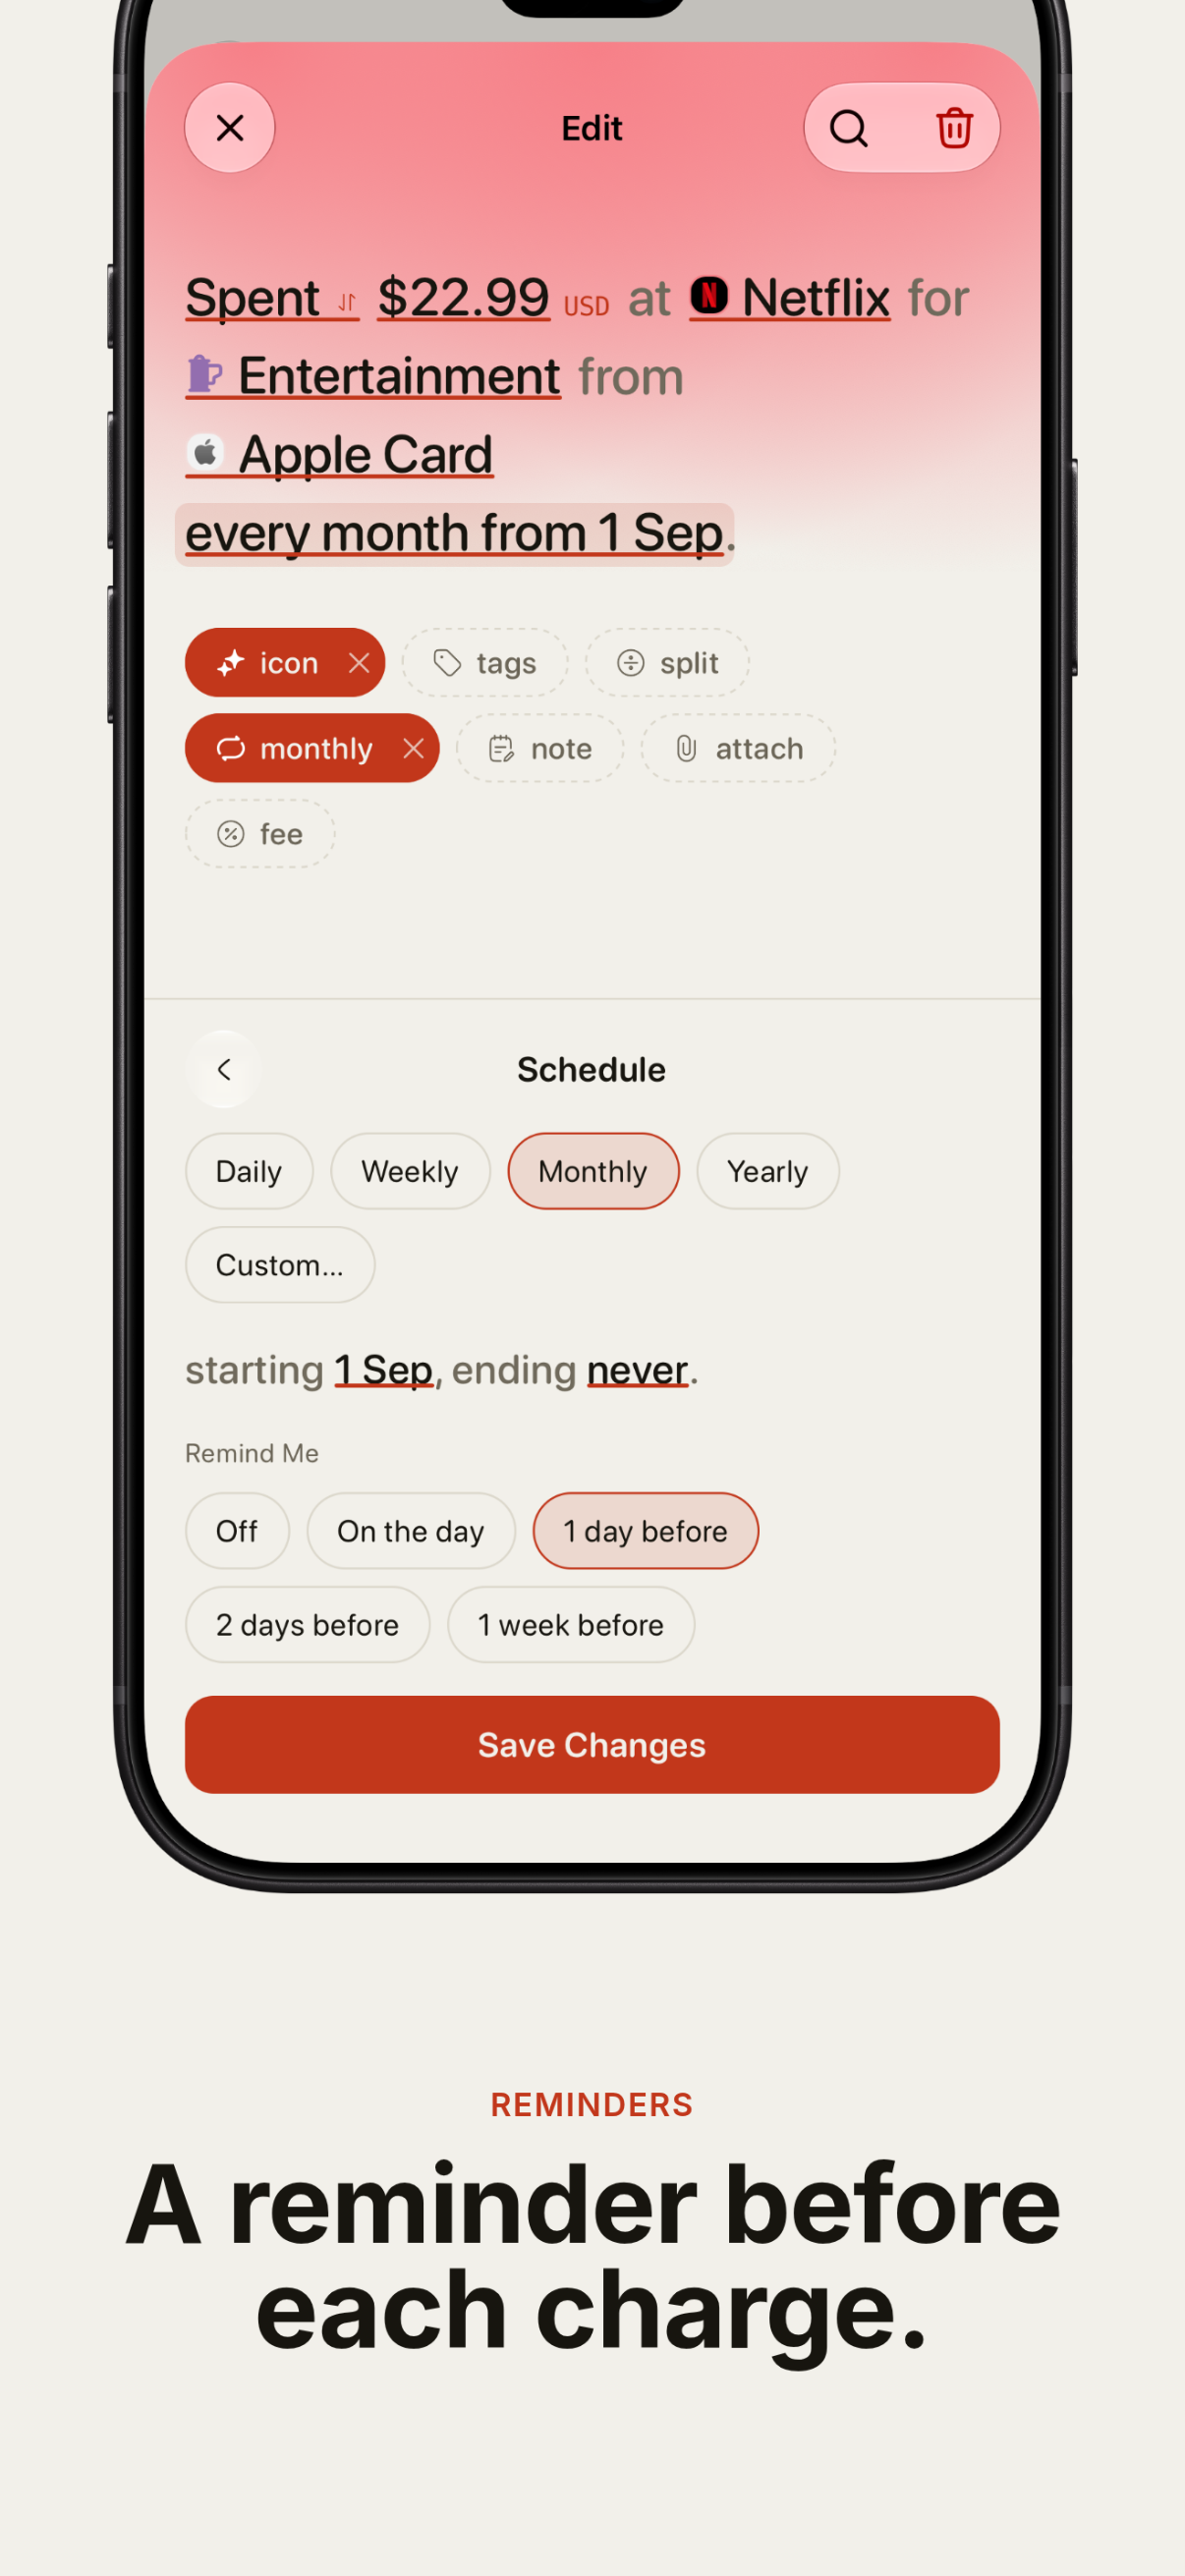 Edit
Spent $22.99 USD at Netflix for
Entertainment from
Apple Card
every month from 1 Sep.
icon tags split
monthly note attach
fee
Schedule
Daily Weekly Monthly Yearly
Custom...
starting 1 Sep, ending never.
Remind Me
Off On the day 1 day before
2 days before 1 week before
Save Changes
REMINDERS
A reminder before
each charge.